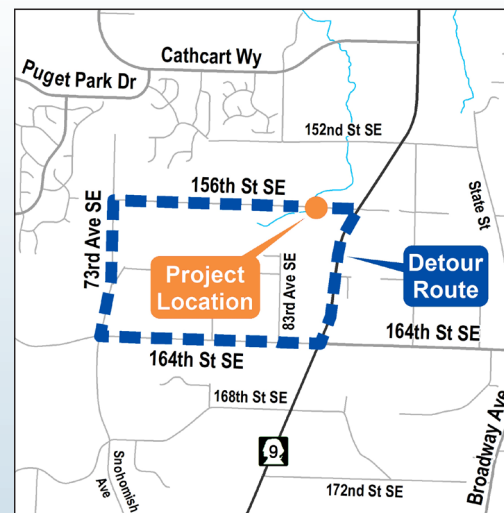 Cathcart Wy
Puget Park Dr
152nd St SE
156th St SE
State St
73rd Ave SE
Project
Location
83rd Ave SE
Detour
Route
164th St SE
164th St SE
168th St SE
9
Snohomish
Ave
172nd St SE
Broadway Ave